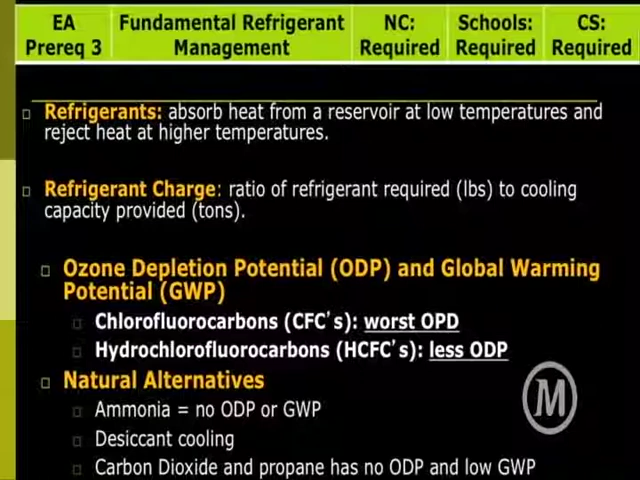 EA Prereq 3
Fundamental Refrigerant Management
NC: Required
Schools: Required
CS: Required
Refrigerants: absorb heat from a reservoir at low temperatures and
reject heat at higher temperatures.
Refrigerant Charge: ratio of refrigerant required (lbs) to cooling
capacity provided (tons).
Ozone Depletion Potential (ODP) and Global Warming
Potential (GWP)
Chlorofluorocarbons (CFC's): worst OPD
Hydrochlorofluorocarbons (HCFC's): less ODP
Natural Alternatives
Ammonia = no ODP or GWP
Desiccant cooling
Carbon Dioxide and propane has no ODP and low GWP
M